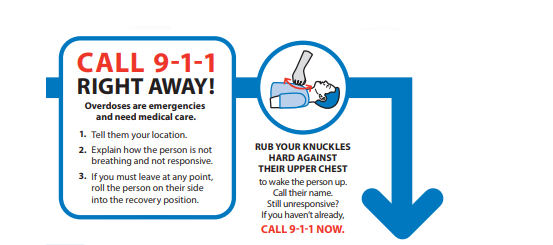 CALL 9-1-1
RIGHT AWAY!
Overdoses are emergencies
and need medical care.
1. Tell them your location.
2. Explain how the person is not
breathing and not responsive.
3. If you must leave at any point,
roll the person on their side
into the recovery position.
RUB YOUR KNUCKLES
HARD AGAINST
THEIR UPPER CHEST
to wake the person up.
Call their name.
Still unresponsive?
If you haven't already,
CALL 9-1-1 NOW.